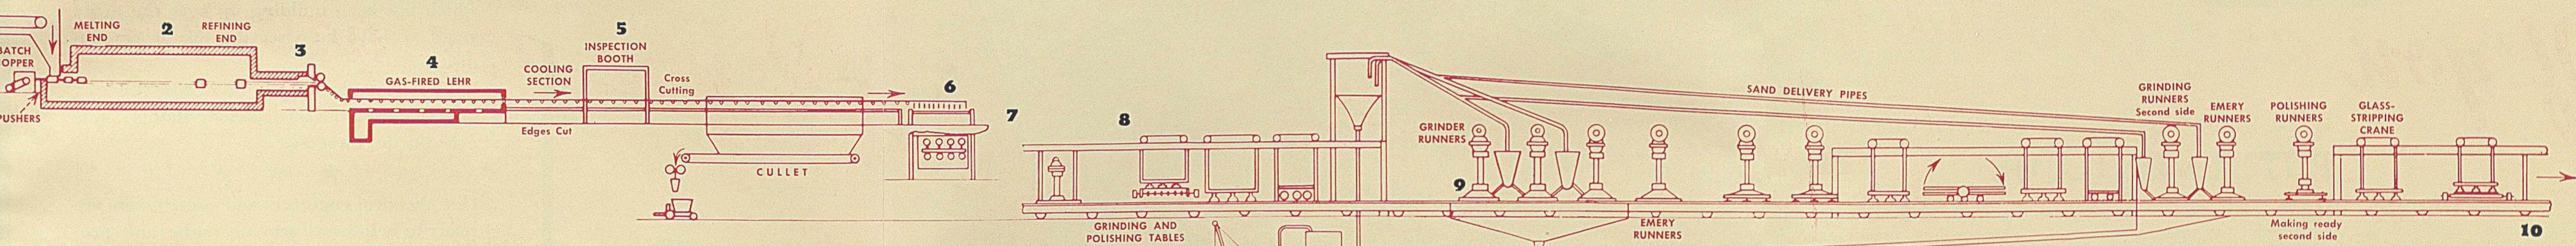 MELTING
END
2
REFINING
END
BATCH
HOPPER
PUSHERS
3
4
GAS-FIRED LEHR
COOLING
SECTION
Edges Cut
5
INSPECTION
BOOTH
Cross
Cutting
CULLET
6
7
8
GRINDING AND
POLISHING TABLES
GRINDER
RUNNERS
9
EMERY
RUNNERS
SAND DELIVERY PIPES
GRINDING
RUNNERS
Second side
EMERY
RUNNERS
POLISHING
RUNNERS
GLASS-
STRIPPING
CRANE
Making ready
second side
10